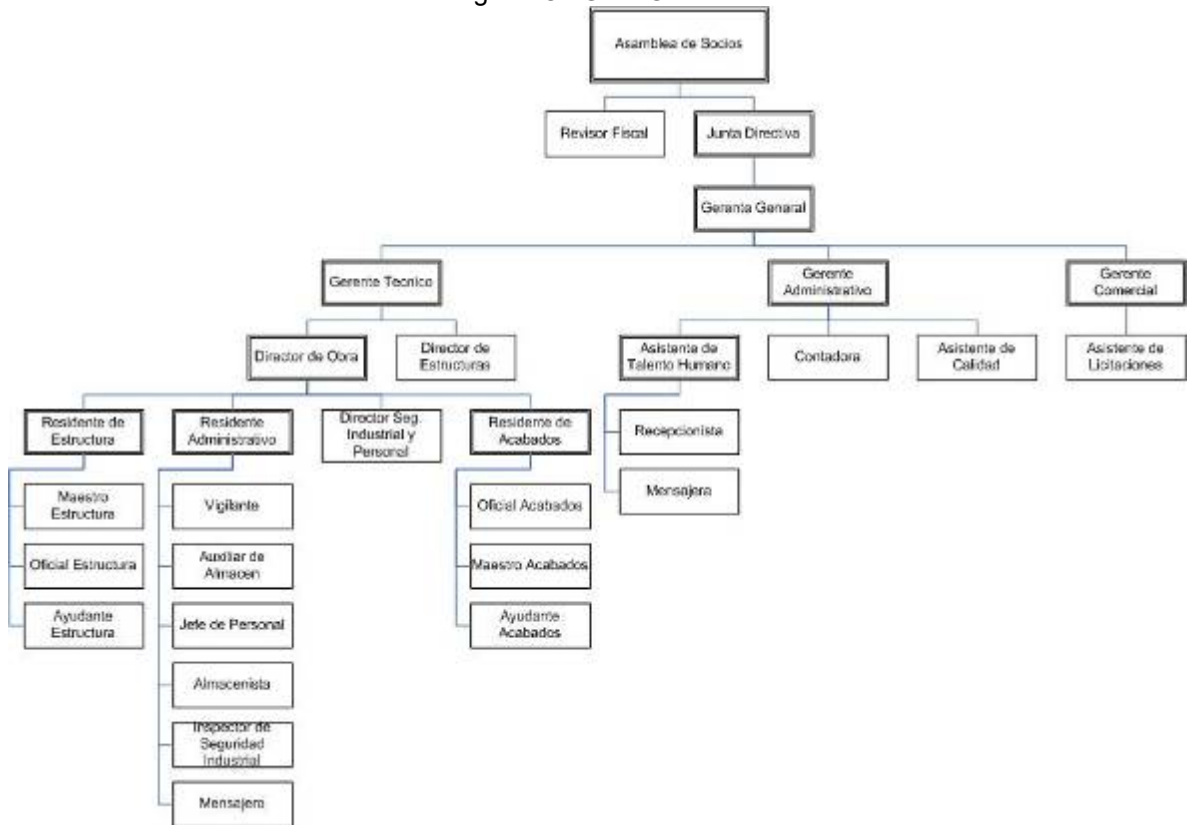 Asamblea de Socios
Revisor Fiscal
Junta Directiva
Gerente General
Gerente Tecnico
Gerente
Administrativo
Gerente
Comercial
Director de Obra
Director de
Estructuras
Asistente de
Talento Humano
Contadora
Asistente de
Calidad
Asistente de
Licitaciones
Residente de
Estructura
Residente
Administrativo
Director Seg.
Industrial y
Personal
Residente de
Acabados
Recepcionista
Mensajera
Maestro
Estructura
Oficial Estructura
Ayudante
Estructura
Vigilante
Auxiliar de
Almacen
Jefe de Personal
Almacenista
Inspector de
Seguridad
Industrial
Mensajero
Oficial Acabados
Maestro Acabados
Ayudante
Acabados